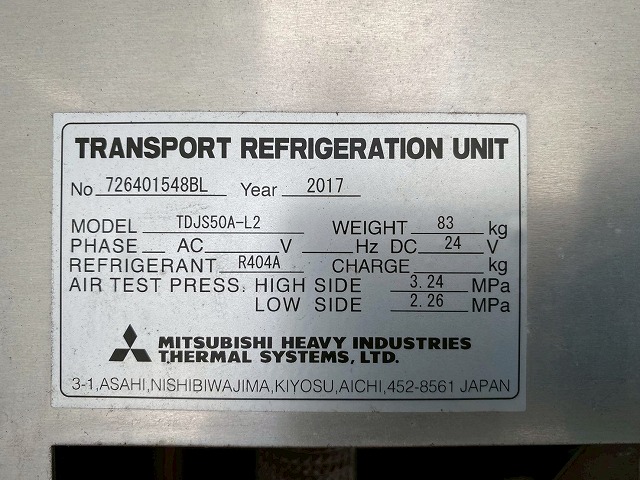 TRANSPORT REFRIGERATION UNIT
No 726401548BL Year 2017
MODEL TDJS50A-L2 WEIGHT 83 kg
PHASE AC V Hz DC 24 V
REFRIGERANT R404A CHARGE kg
AIR TEST PRESS. HIGH SIDE 3.24 MPa
LOW SIDE 2.26 MPa
MITSUBISHI HEAVY INDUSTRIES
THERMAL SYSTEMS, LTD.
3-1,ASAHI,NISHIBIWAJIMA,KIYOSU,AICHI,452-8561 JAPAN